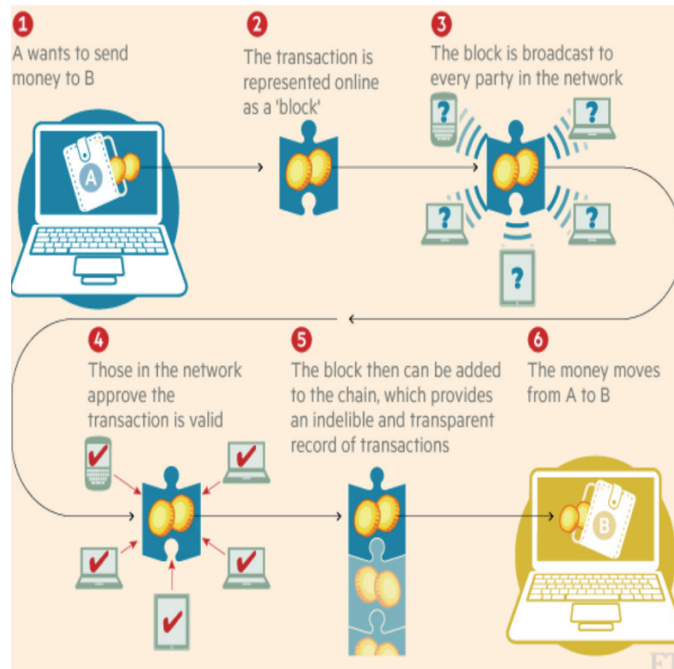 1
A wants to send
money to B
2
The transaction is
represented online
as a 'block'
3
The block is broadcast to
every party in the network
A
?
?
?
?
?
4
Those in the network
approve the
transaction is valid
5
The block then can be added
to the chain, which provides
an indelible and transparent
record of transactions
6
The money moves
from A to B
B